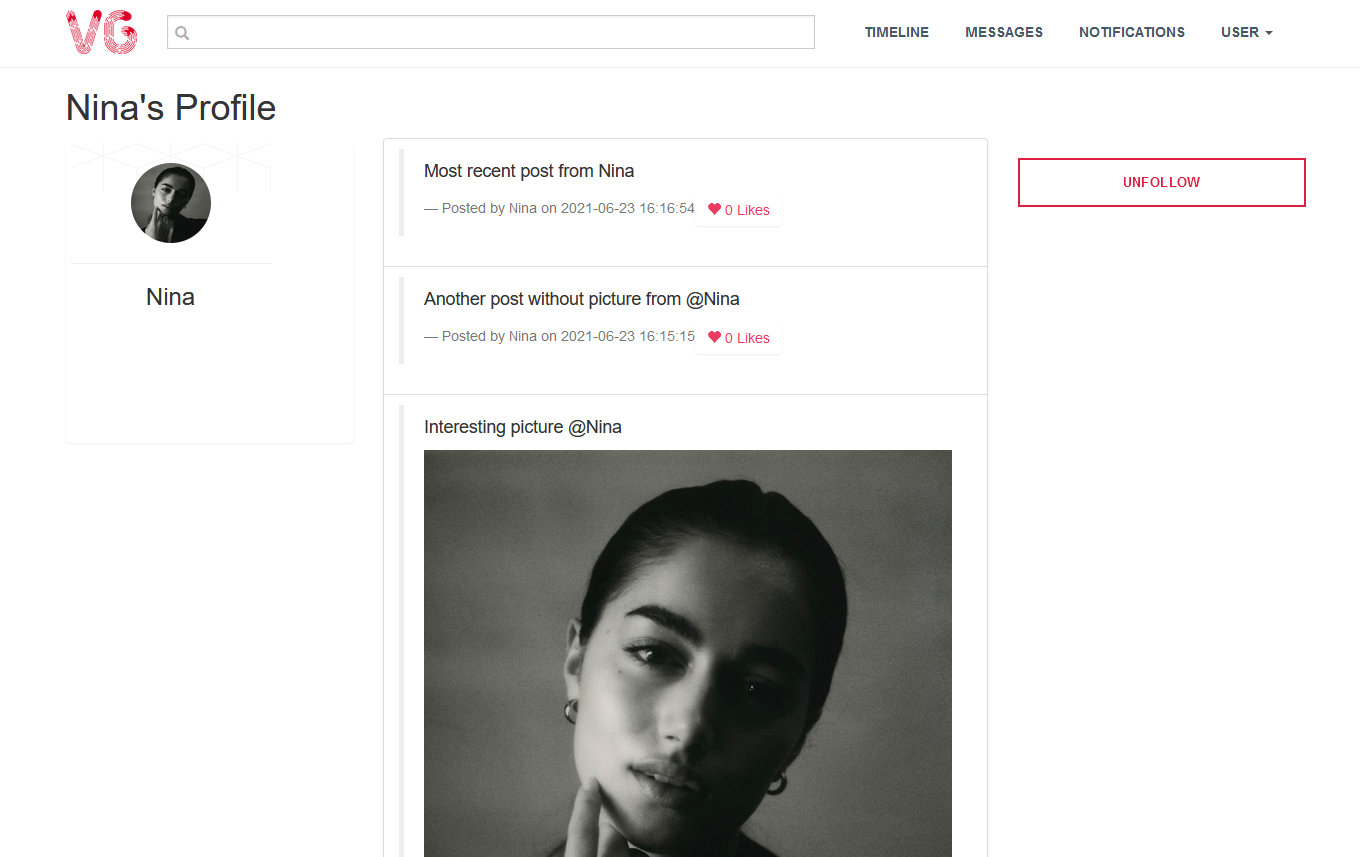 VG
TIMELINE MESSAGES NOTIFICATIONS USER
Nina's Profile
Nina
Most recent post from Nina
— Posted by Nina on 2021-06-23 16:16:54 0 Likes
Another post without picture from @Nina
— Posted by Nina on 2021-06-23 16:15:15 0 Likes
Interesting picture @Nina
UNFOLLOW